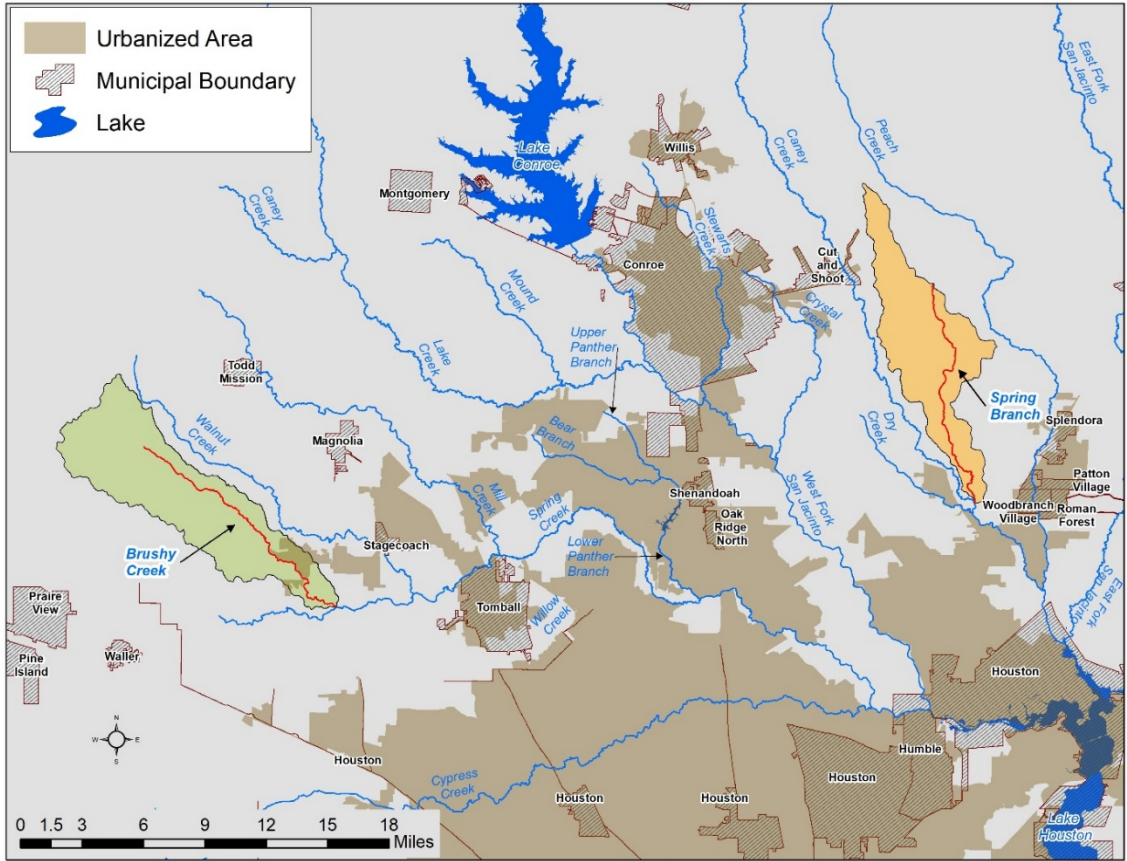 Urbanized Area
Municipal Boundary
Lake
East Fork
San Jacinto
Peach
Creek
Caney
Creek
Willis
Lake
Conroe
Montgomery
Caney
Creek
Stewarts
Creek
Cut
and
Shoot
Conroe
Mound
Creek
Crystal
Creek
Upper
Panther
Branch
Lake
Creek
Todd
Mission
Spring
Branch
Dry
Creek
Splendora
Walnut
Creek
Magnolia
Bear
Branch
Patton
Village
Shenandoah
Woodbranch
Village
Roman
Forest
Mill
Creek
Spring
Creek
Oak
Ridge
North
West Fork
San Jacinto
Stagecoach
Brushy
Creek
Lower
Panther
Branch
East Fork
San Jacinto
Praire
View
Tomball
Willow
Creek
Pine
Island
Waller
Houston
N
W
E
S
Houston
Humble
Houston
Cypress
Creek
Houston
Houston
Lake
Houston
0 1.5 3 6 9 12 15 18
Miles